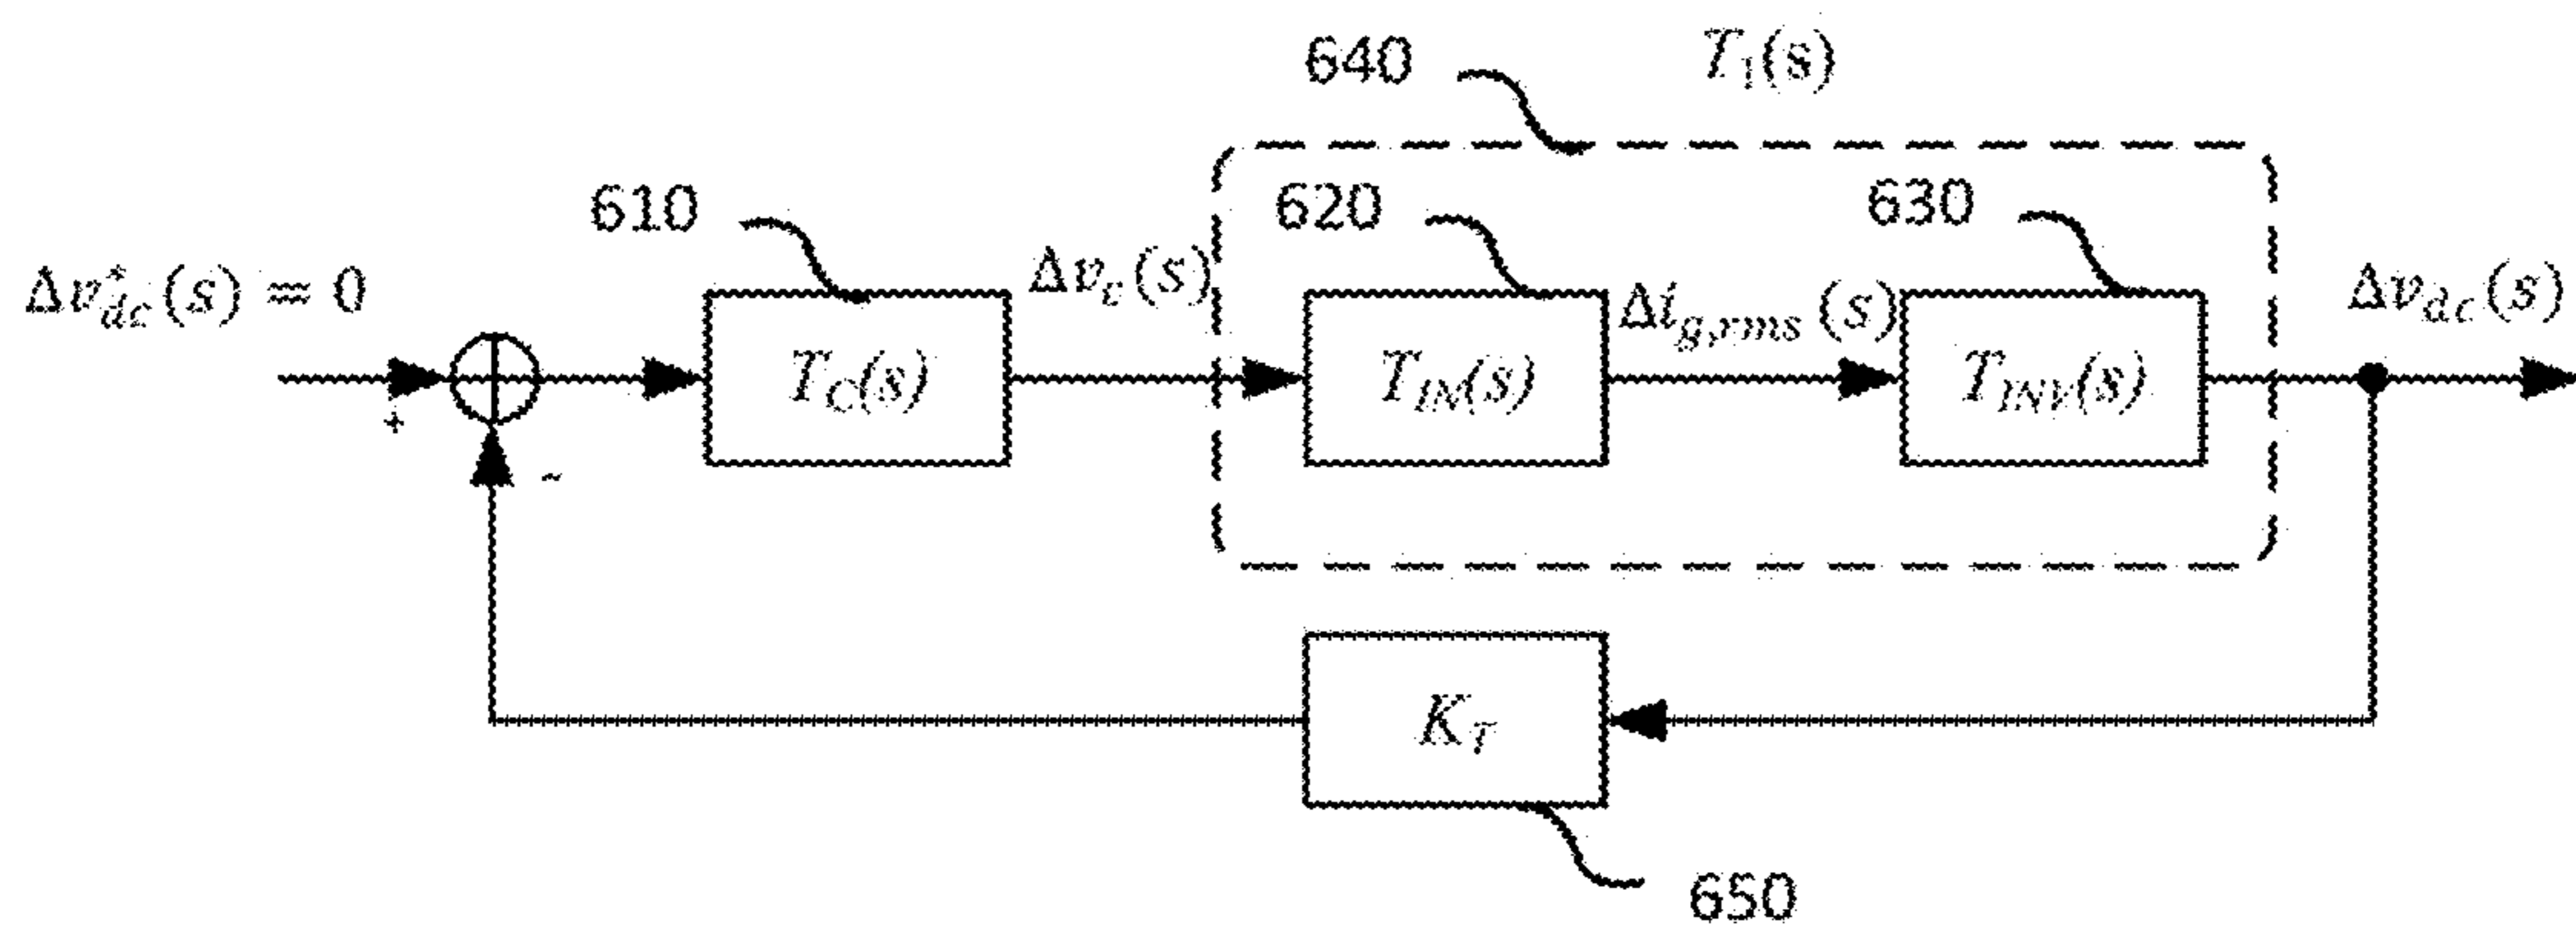 640
T₁(s)
610
620
630
Δv*dc(s) = 0
Δvc(s)
Δig,rms (s)
Δvdc(s)
TC(s)
TIM(s)
TINV(s)
+
-
KT
650